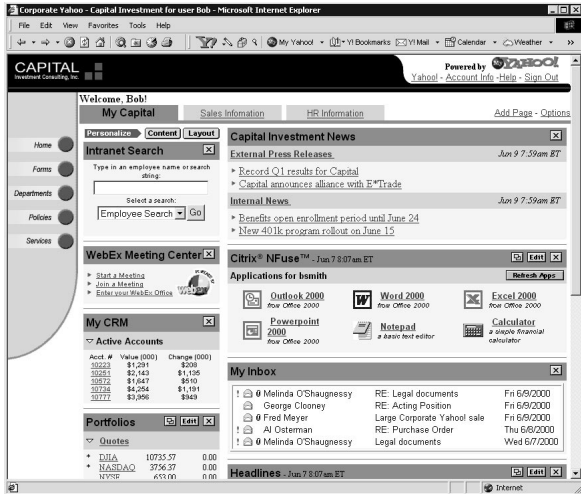 Corporate Yahoo - Capital Investment for user Bob - Microsoft Internet Explorer
File Edit View Favorites Tools Help
My Yahoo! Y! Bookmarks Y! Mail Calendar Weather
CAPITAL
Investment Consulting, Inc.
Powered by YAHOO!
Yahoo! - Account Info -Help - Sign Out
Welcome, Bob!
My Capital Sales Infomation HR Information Add Page - Options
Home
Forms
Departments
Policies
Services
Personalize Content Layout
Intranet Search
Type in an employee name or search
string:
Select a search:
Employee Search Go
WebEx Meeting Center
Start a Meeting
Join a Meeting
Enter your WebEx Office
WebEx
My CRM
Active Accounts
Acct. # Value (000) Change (000)
10223 $1,291 $208
10251 $2,143 $1,135
10572 $1,647 $510
10734 $4,254 $1,191
10777 $3,956 $949
Portfolios Edit
Quotes
DJIA 10735.57 0.00
NASDAQ 3756.37 0.00
NYSE 653.00 0.00
Capital Investment News
External Press Releases Jun 9 7:59am ET
Record Q1 results for Capital
Capital announces alliance with E*Trade
Internal News Jun 9 7:59am ET
Benefits open enrollment period until June 24
New 401k program rollout on June 15
Citrix® NFuse™ - Jun 7 8:07am ET Edit
Applications for bsmith Refresh Apps
Outlook 2000
from Office 2000
Word 2000
from Office 2000
Excel 2000
from Office 2000
Powerpoint
2000
from Office 2000
Notepad
a basic text editor
Calculator
a simple financial
calculator
My Inbox
! Melinda O'Shaugnessy RE: Legal documents Fri 6/9/2000
George Clooney RE: Acting Position Fri 6/9/2000
! Fred Meyer Large Corporate Yahoo! sale Fri 6/9/2000
! Al Osterman RE: Purchase Order Thu 6/8/2000
! Melinda O'Shaugnessy Legal documents Wed 6/7/2000
Headlines - Jun 7 8:07am ET Edit
Internet